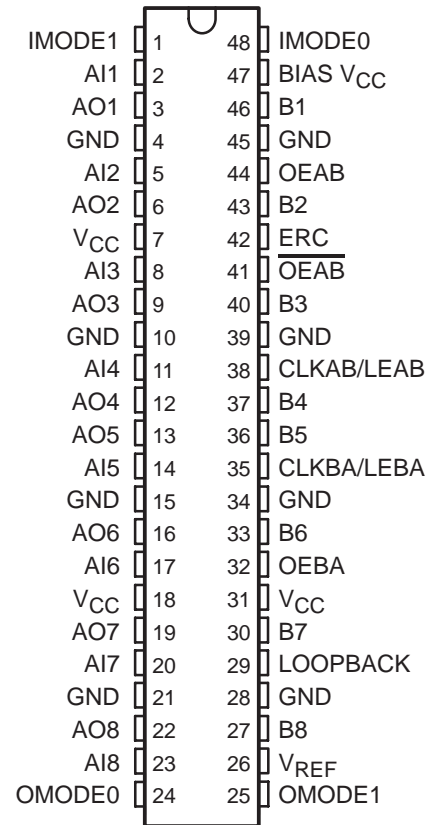 IMODE1 1 48 IMODE0
AI1 2 47 BIAS VCC
AO1 3 46 B1
GND 4 45 GND
AI2 5 44 OEAB
AO2 6 43 B2
VCC 7 42 ERC
AI3 8 41 O̅E̅A̅B̅
AO3 9 40 B3
GND 10 39 GND
AI4 11 38 CLKAB/LEAB
AO4 12 37 B4
AO5 13 36 B5
AI5 14 35 CLKBA/LEBA
GND 15 34 GND
AO6 16 33 B6
AI6 17 32 OEBA
VCC 18 31 VCC
AO7 19 30 B7
AI7 20 29 LOOPBACK
GND 21 28 GND
AO8 22 27 B8
AI8 23 26 VREF
OMODE0 24 25 OMODE1